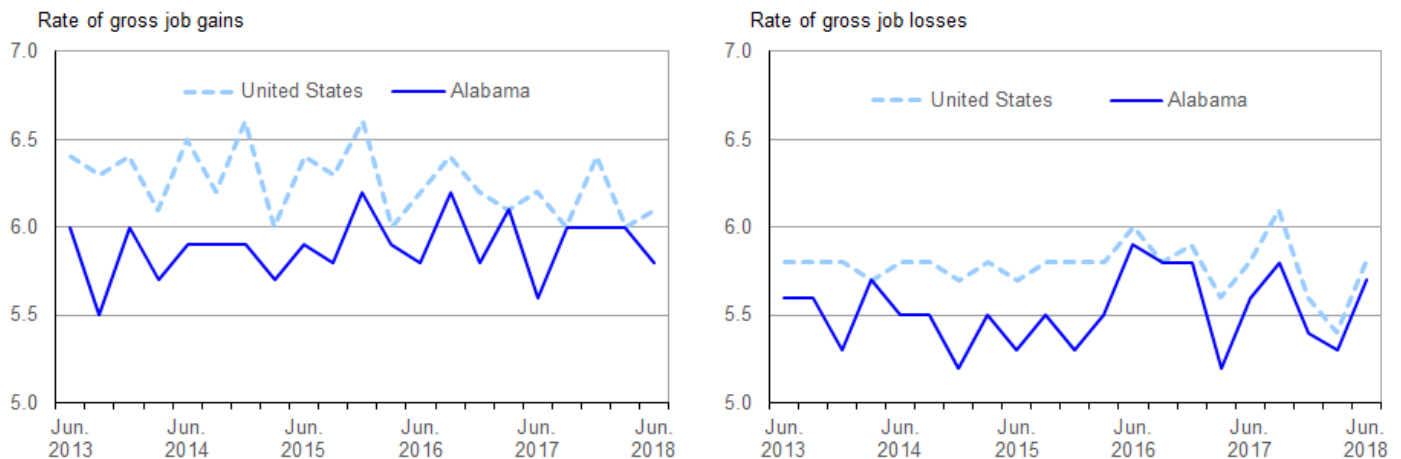 Rate of gross job gains
7.0
6.5
6.0
5.5
5.0
United States
Alabama
Jun. 2013
Jun. 2014
Jun. 2015
Jun. 2016
Jun. 2017
Jun. 2018
Rate of gross job losses
7.0
6.5
6.0
5.5
5.0
United States
Alabama
Jun. 2013
Jun. 2014
Jun. 2015
Jun. 2016
Jun. 2017
Jun. 2018